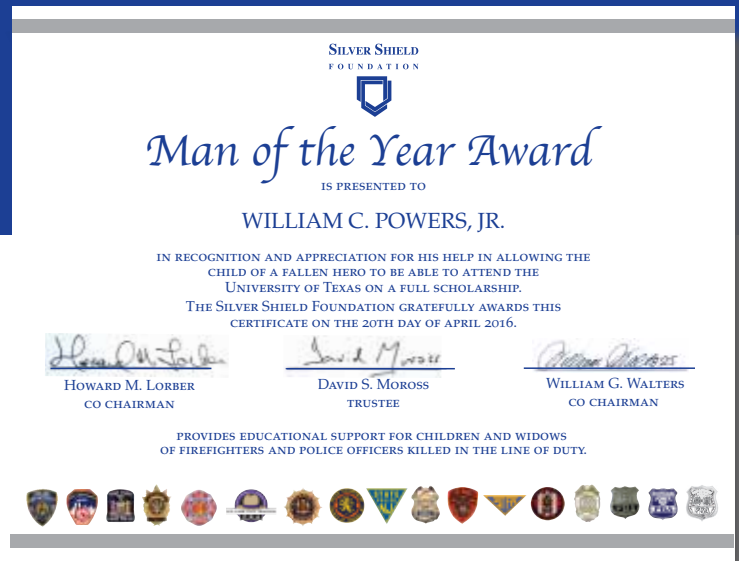 SILVER SHIELD
FOUNDATION
Man of the Year Award
IS PRESENTED TO
WILLIAM C. POWERS, JR.
IN RECOGNITION AND APPRECIATION FOR HIS HELP IN ALLOWING THE
CHILD OF A FALLEN HERO TO BE ABLE TO ATTEND THE
UNIVERSITY OF TEXAS ON A FULL SCHOLARSHIP.
THE SILVER SHIELD FOUNDATION GRATEFULLY AWARDS THIS
CERTIFICATE ON THE 20TH DAY OF APRIL 2016.
Howard M. Lorber David Moross
HOWARD M. LORBER DAVID S. MOROSS WILLIAM G. WALTERS
CO CHAIRMAN TRUSTEE CO CHAIRMAN
PROVIDES EDUCATIONAL SUPPORT FOR CHILDREN AND WIDOWS
OF FIREFIGHTERS AND POLICE OFFICERS KILLED IN THE LINE OF DUTY.